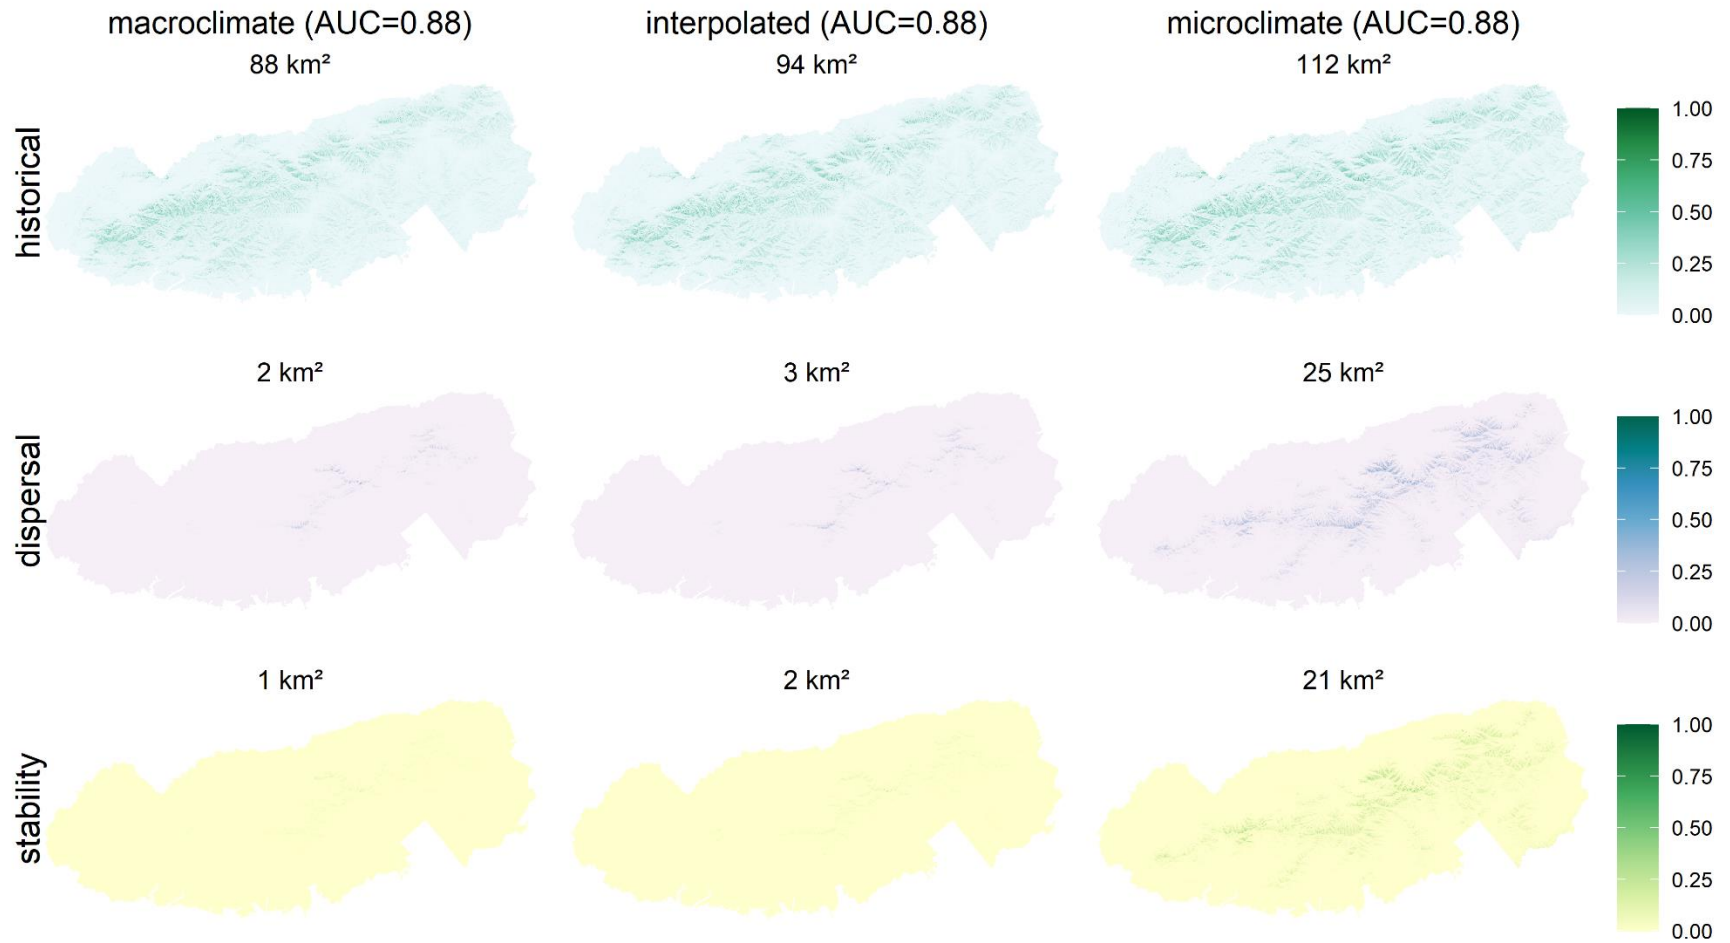 macroclimate (AUC=0.88) interpolated (AUC=0.88) microclimate (AUC=0.88)
88 km² 94 km² 112 km²
historical
1.00
0.75
0.50
0.25
0.00
2 km² 3 km² 25 km²
dispersal
1.00
0.75
0.50
0.25
0.00
1 km² 2 km² 21 km²
stability
1.00
0.75
0.50
0.25
0.00